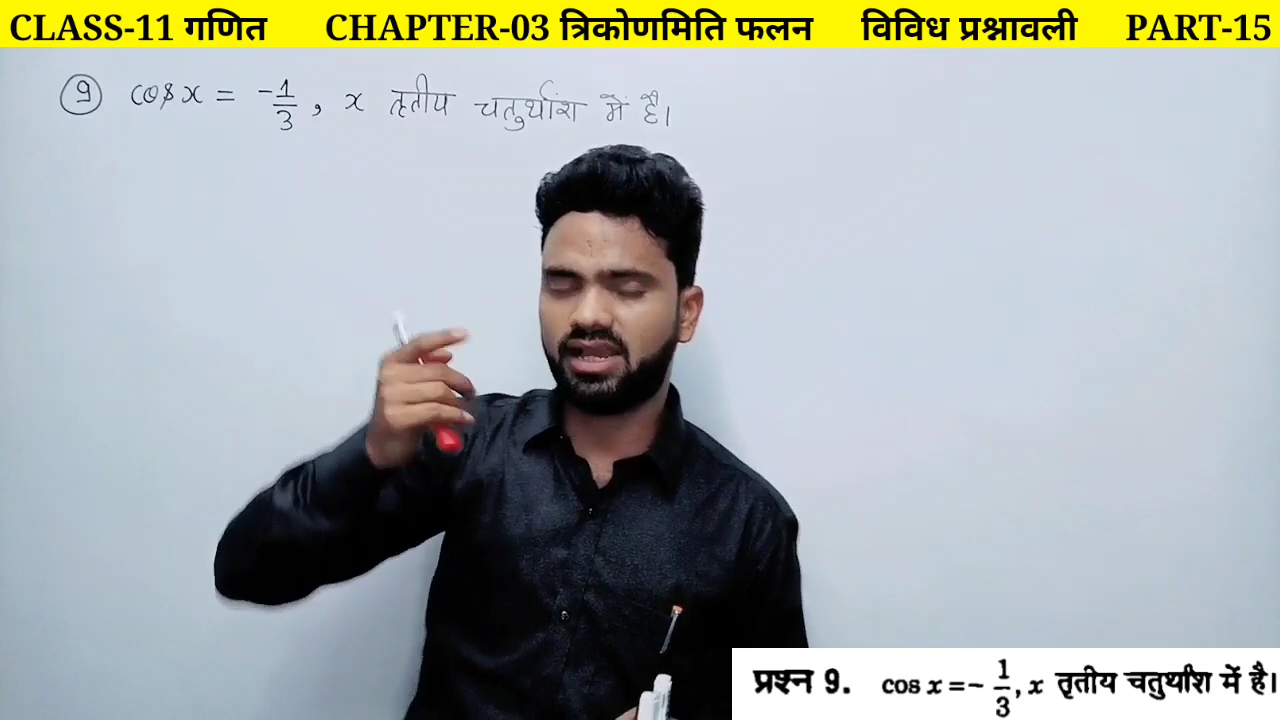 CLASS-11 गणित CHAPTER-03 त्रिकोणमिति फलन विविध प्रश्नावली PART-15
9 cosx = -1/3, x तृतीय चतुर्थांश में है।
प्रश्न 9. cos x = - 1/3, x तृतीय चतुर्थांश में है।